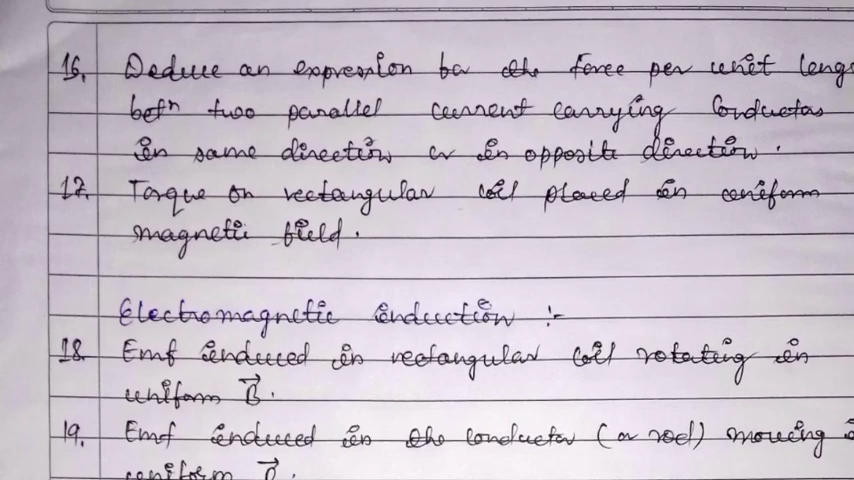 16. Deduce an expression for the force per unit leng
betn two parallel current carrying Conductors
in same direction or in opposite direction.
17. Torque on rectangular coil placed in uniform
magnetic field.
Electromagnetic induction :-
18. Emf induced in rectangular coil rotating in
uniform B⃗.
19. Emf induced in the conductor (or rod) moving
uniform B⃗.